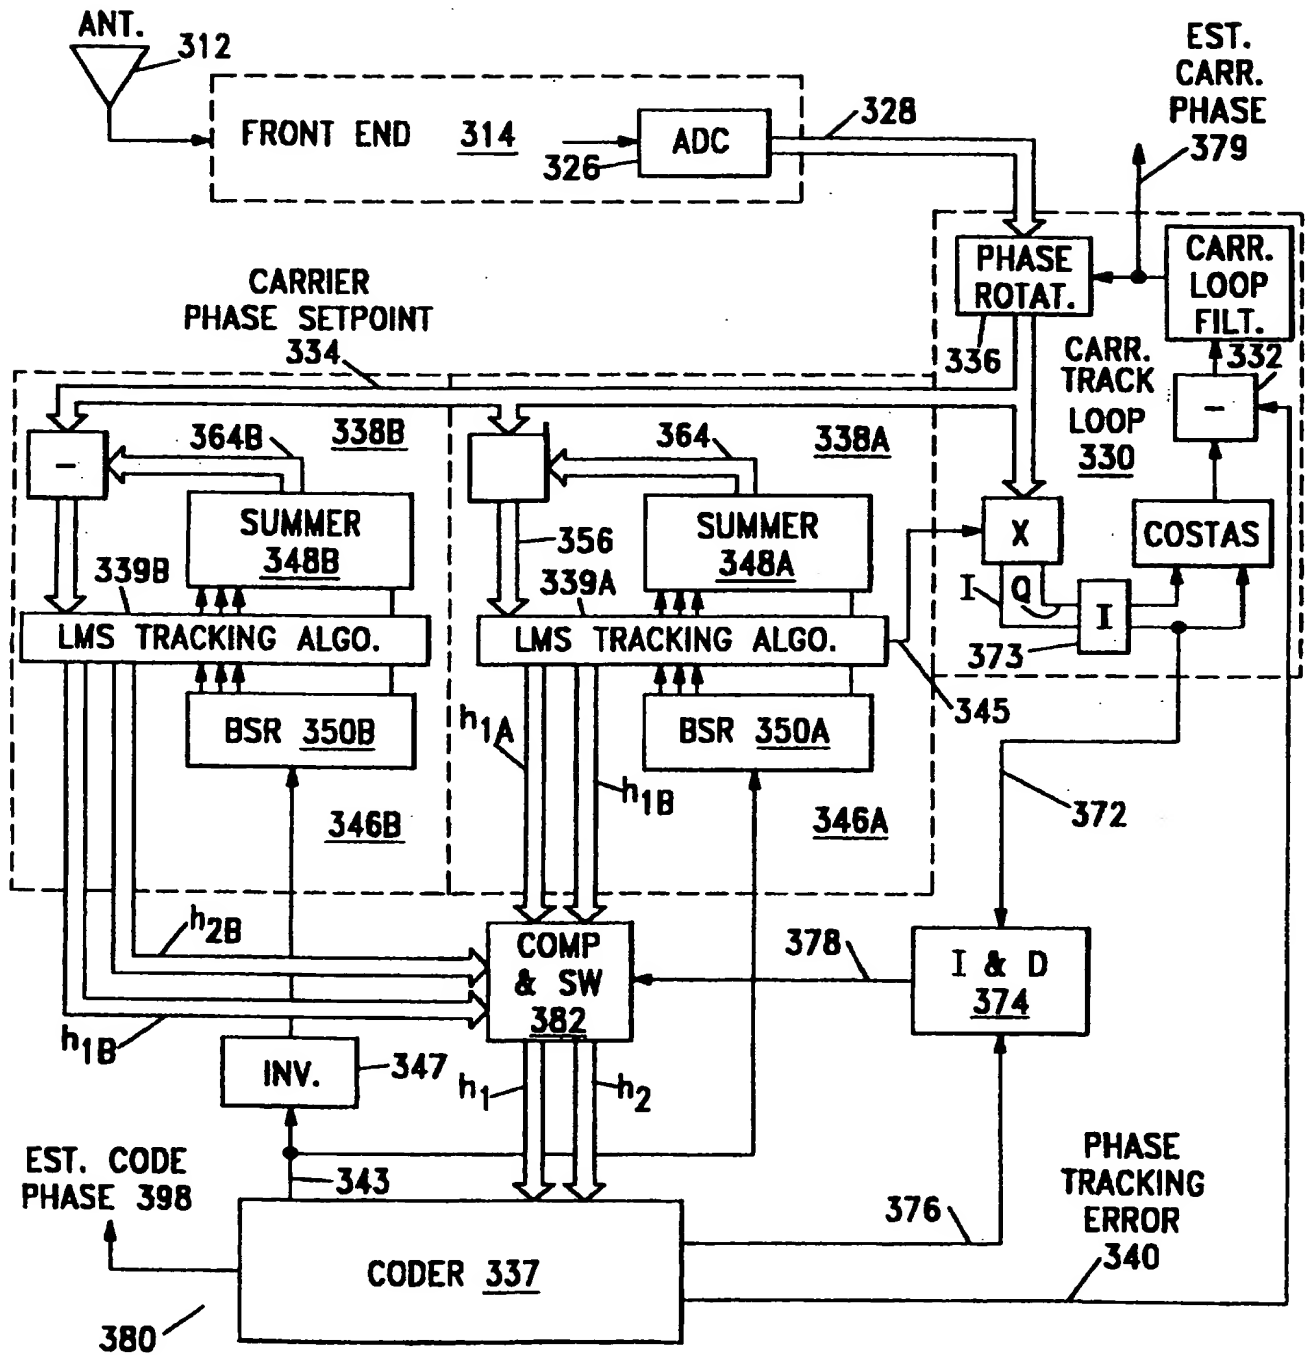 ANT.
312
FRONT END 314
326
ADC
328
EST.
CARR.
PHASE
379
PHASE
ROTAT.
336
CARR.
LOOP
FILT.
332
CARR.
TRACK
LOOP
330
CARRIER
PHASE SETPOINT
334
-
364B
338B
SUMMER
348B
339B
LMS TRACKING ALGO.
BSR 350B
346B
364
338A
SUMMER
348A
356
339A
LMS TRACKING ALGO.
BSR 350A
346A
h1A
h1B
-
X
COSTAS
I
Q
I
373
345
372
h2B
h1B
COMP
& SW
382
378
I & D
374
INV.
347
h1
h2
343
EST. CODE
PHASE 398
CODER 337
376
PHASE
TRACKING
ERROR
340
380